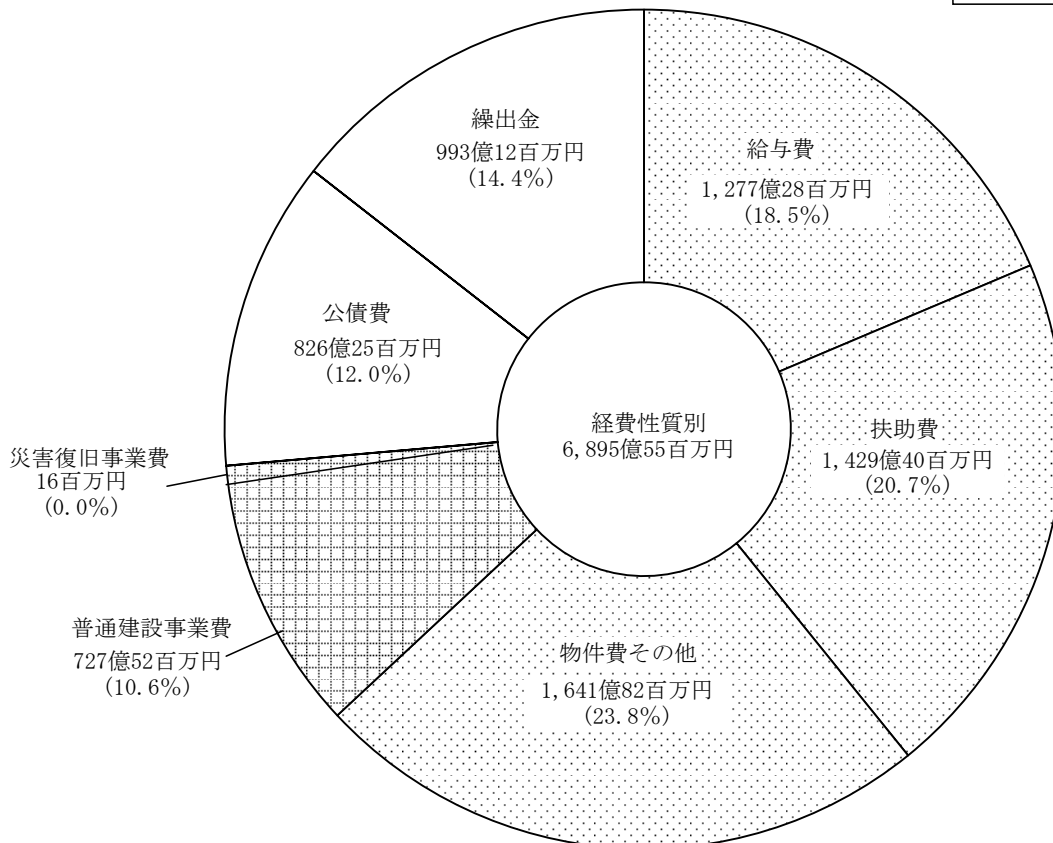 繰出金
993億12百万円
(14.4%)
給与費
1,277億28百万円
(18.5%)
公債費
826億25百万円
(12.0%)
経費性質別
6,895億55百万円
扶助費
1,429億40百万円
(20.7%)
災害復旧事業費
16百万円
(0.0%)
普通建設事業費
727億52百万円
(10.6%)
物件費その他
1,641億82百万円
(23.8%)